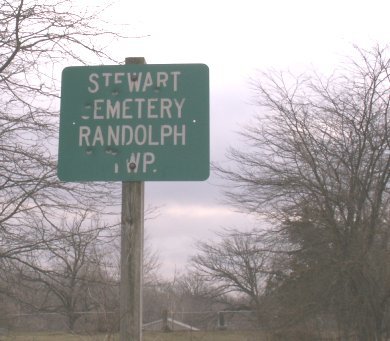 STEWART
CEMETERY
RANDOLPH
TWP.